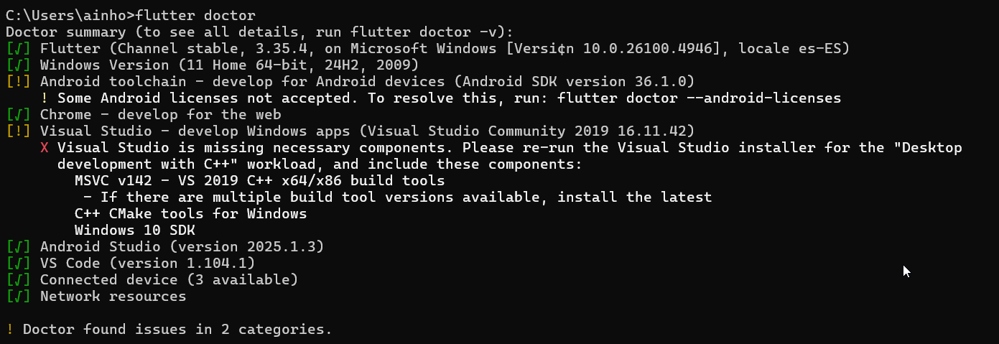 C:\Users\ainho>flutter doctor
Doctor summary (to see all details, run flutter doctor -v):
[√] Flutter (Channel stable, 3.35.4, on Microsoft Windows [Versi¢n 10.0.26100.4946], locale es-ES)
[√] Windows Version (11 Home 64-bit, 24H2, 2009)
[!] Android toolchain - develop for Android devices (Android SDK version 36.1.0)
    ! Some Android licenses not accepted. To resolve this, run: flutter doctor --android-licenses
[√] Chrome - develop for the web
[!] Visual Studio - develop Windows apps (Visual Studio Community 2019 16.11.42)
    X Visual Studio is missing necessary components. Please re-run the Visual Studio installer for the "Desktop
      development with C++" workload, and include these components:
        MSVC v142 - VS 2019 C++ x64/x86 build tools
         - If there are multiple build tool versions available, install the latest
        C++ CMake tools for Windows
        Windows 10 SDK
[√] Android Studio (version 2025.1.3)
[√] VS Code (version 1.104.1)
[√] Connected device (3 available)
[√] Network resources
! Doctor found issues in 2 categories.